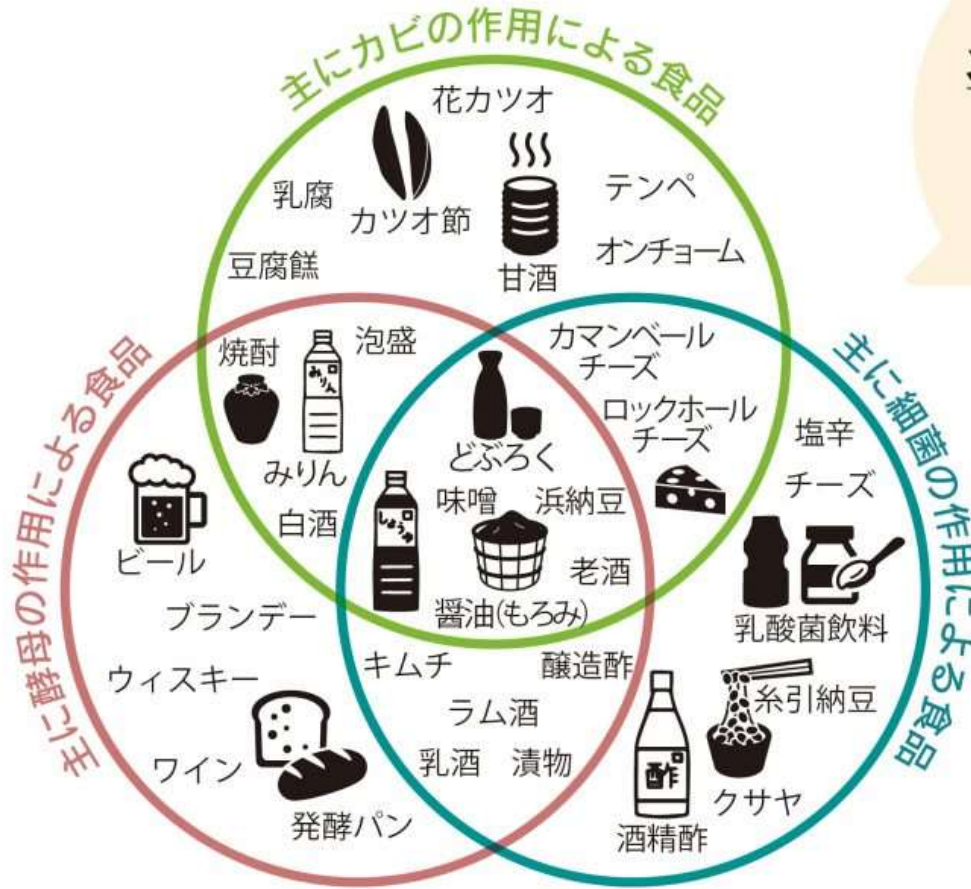 主にカビの作用による食品
花カツオ
乳腐
カツオ節
テンペ
豆腐餻
甘酒
オンチョーム
主に酵母の作用による食品
焼酎
泡盛
みりん
みりん
白酒
カマンベール
チーズ
ロックホール
チーズ
主に細菌の作用による食品
塩辛
チーズ
どぶろく
味噌
浜納豆
しょうゆ
老酒
醤油(もろみ)
ビール
ブランデー
ウィスキー
ワイン
発酵パン
キムチ
醸造酢
ラム酒
乳酒
漬物
乳酸菌飲料
糸引納豆
酢
クサヤ
酒精酢